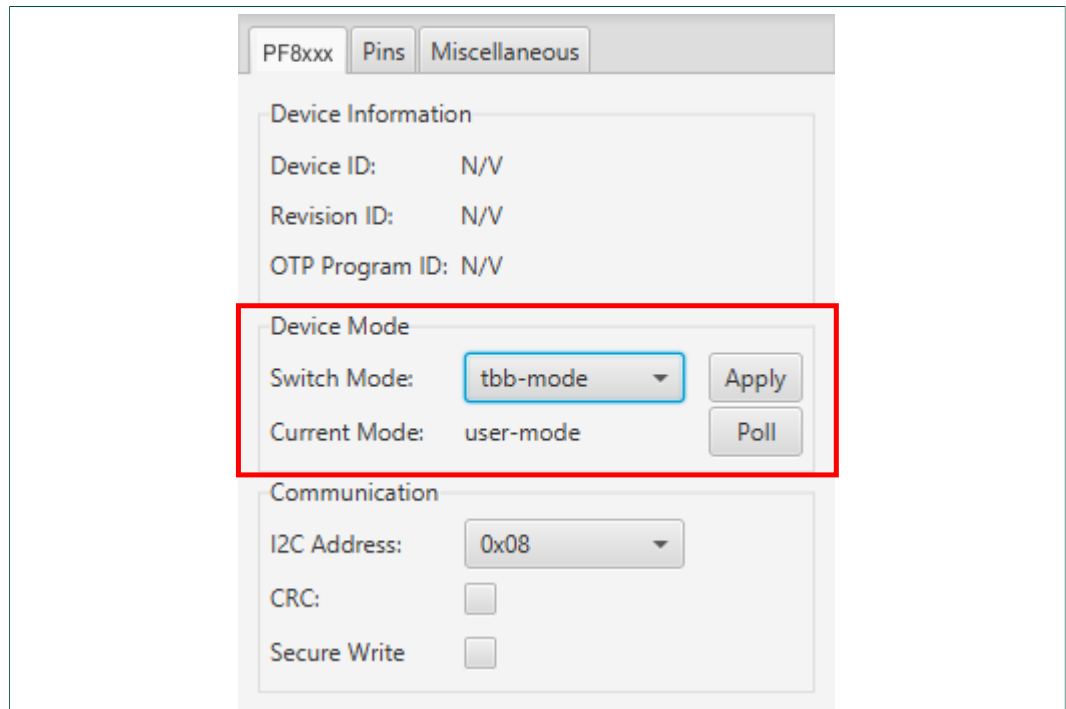 PF8xxx Pins Miscellaneous
Device Information
Device ID: N/V
Revision ID: N/V
OTP Program ID: N/V
Device Mode
Switch Mode: tbb-mode Apply
Current Mode: user-mode Poll
Communication
I2C Address: 0x08
CRC:
Secure Write